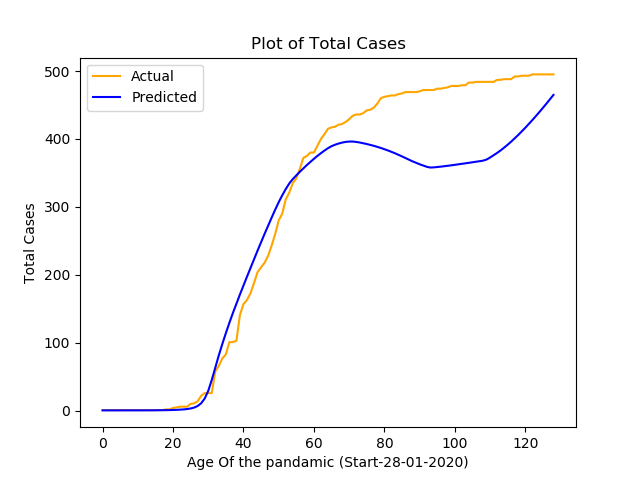 Plot of Total Cases
Actual
Predicted
500
400
300
200
100
0
Total Cases
0 20 40 60 80 100 120
Age Of the pandamic (Start-28-01-2020)